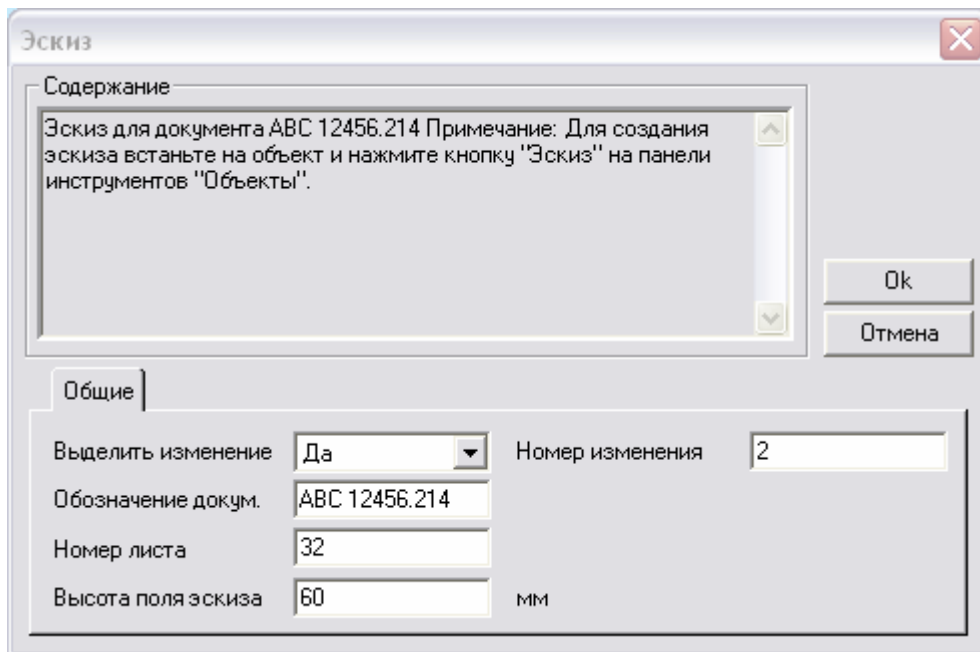 Эскиз
Содержание
Эскиз для документа АВС 12456.214 Примечание: Для создания
эскиза встаньте на объект и нажмите кнопку "Эскиз" на панели
инструментов "Объекты".
Ok
Отмена
Общие
Выделить изменение Да Номер изменения 2
Обозначение докум. АВС 12456.214
Номер листа 32
Высота поля эскиза 60 мм